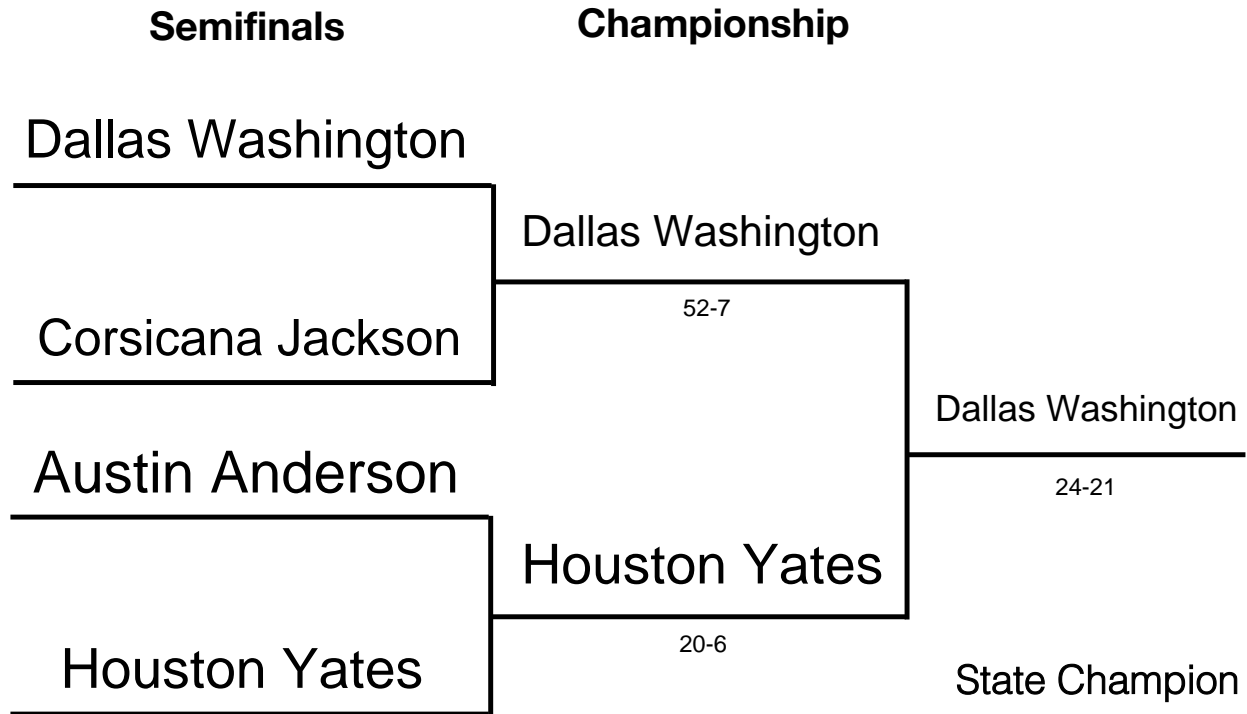 Semifinals
Championship
Dallas Washington
Dallas Washington
52-7
Corsicana Jackson
Dallas Washington
24-21
Austin Anderson
Houston Yates
20-6
Houston Yates
State Champion